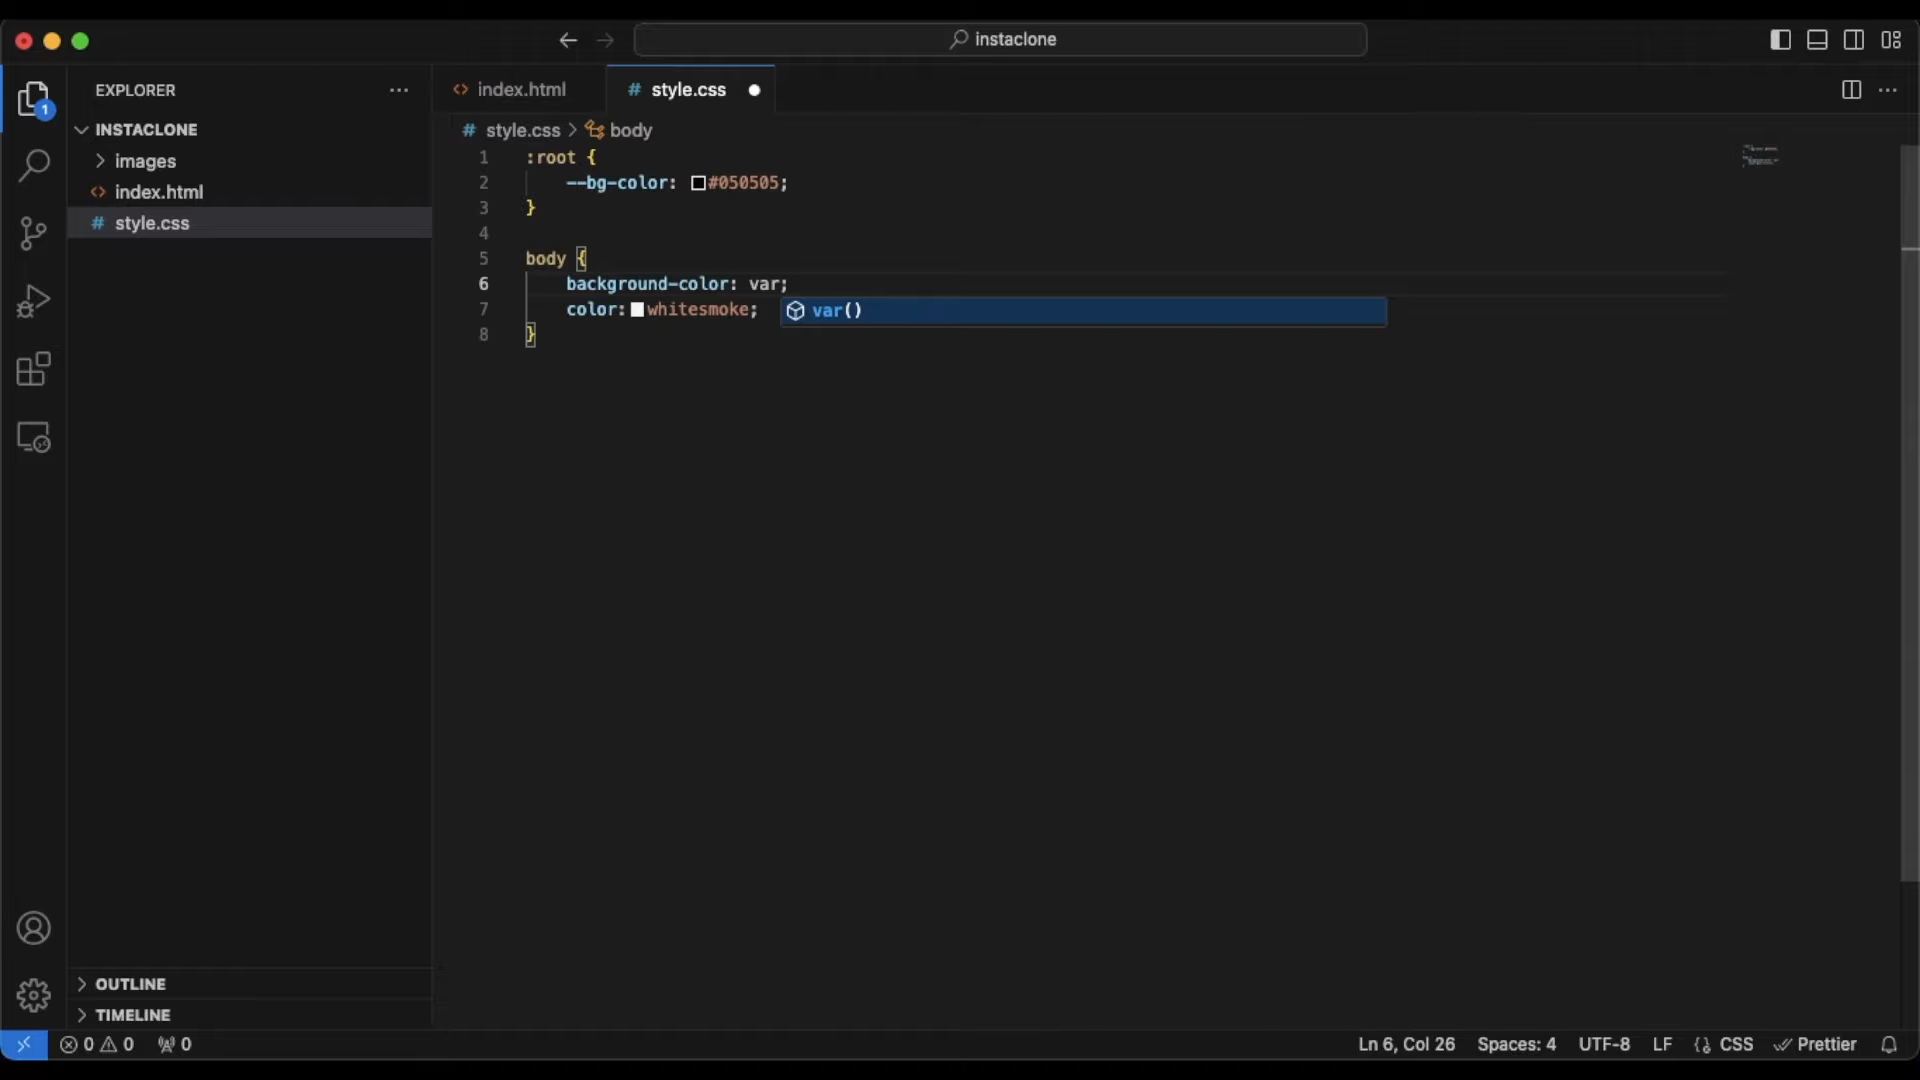 instaclone
EXPLORER
index.html
# style.css
1
INSTACLONE
# style.css > body
images
index.html
# style.css
1 :root {
2 --bg-color: #050505;
3 }
4
5 body {
6 background-color: var;
7 color: whitesmoke;
var()
8 }
OUTLINE
TIMELINE
0 0 0
Ln 6, Col 26 Spaces: 4 UTF-8 LF CSS Prettier